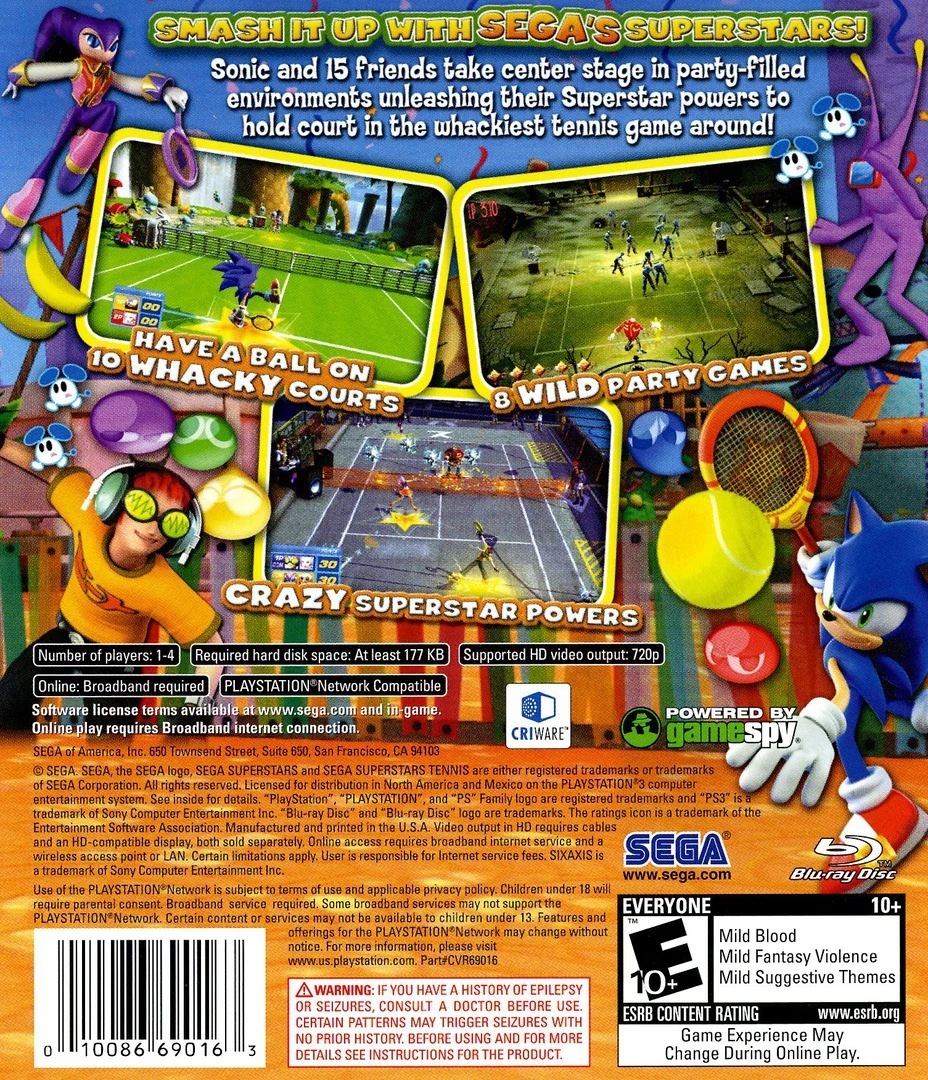 SMASH IT UP WITH SEGA'S SUPERSTARS!
Sonic and 15 friends take center stage in party-filled
environments unleashing their Superstar powers to
hold court in the whackiest tennis game around!
HAVE A BALL ON
10 WHACKY COURTS
8 WILD PARTY GAMES
CRAZY SUPERSTAR POWERS
Number of players: 1-4
Required hard disk space: At least 177 KB
Supported HD video output: 720p
Online: Broadband required
PLAYSTATION®Network Compatible
Software license terms available at www.sega.com and in-game.
Online play requires Broadband internet connection.
CRIWARE™
POWERED BY
gamespy®
SEGA of America, Inc. 650 Townsend Street, Suite 650, San Francisco, CA 94103
© SEGA. SEGA, the SEGA logo, SEGA SUPERSTARS and SEGA SUPERSTARS TENNIS are either registered trademarks or trademarks
of SEGA Corporation. All rights reserved. Licensed for distribution in North America and Mexico on the PLAYSTATION®3 computer
entertainment system. See inside for details. "PlayStation", "PLAYSTATION", and "PS" Family logo are registered trademarks and "PS3" is a
trademark of Sony Computer Entertainment Inc. "Blu-ray Disc" and "Blu-ray Disc" logo are trademarks. The ratings icon is a trademark of the
Entertainment Software Association. Manufactured and printed in the U.S.A. Video output in HD requires cables
and an HD-compatible display, both sold separately. Online access requires broadband internet service and a
wireless access point or LAN. Certain limitations apply. User is responsible for Internet service fees. SIXAXIS is
a trademark of Sony Computer Entertainment Inc.
Use of the PLAYSTATION®Network is subject to terms of use and applicable privacy policy. Children under 18 will
require parental consent. Broadband service required. Some broadband services may not support the
PLAYSTATION®Network. Certain content or services may not be available to children under 13. Features and
offerings for the PLAYSTATION®Network may change without
notice. For more information, please visit
www.us.playstation.com. Part#CVR69016
SEGA®
www.sega.com
Blu-ray Disc™
0 10086 69016 3
WARNING: IF YOU HAVE A HISTORY OF EPILEPSY
OR SEIZURES, CONSULT A DOCTOR BEFORE USE.
CERTAIN PATTERNS MAY TRIGGER SEIZURES WITH
NO PRIOR HISTORY. BEFORE USING AND FOR MORE
DETAILS SEE INSTRUCTIONS FOR THE PRODUCT.
EVERYONE 10+
™
E
10+
Mild Blood
Mild Fantasy Violence
Mild Suggestive Themes
ESRB CONTENT RATING www.esrb.org
Game Experience May
Change During Online Play.